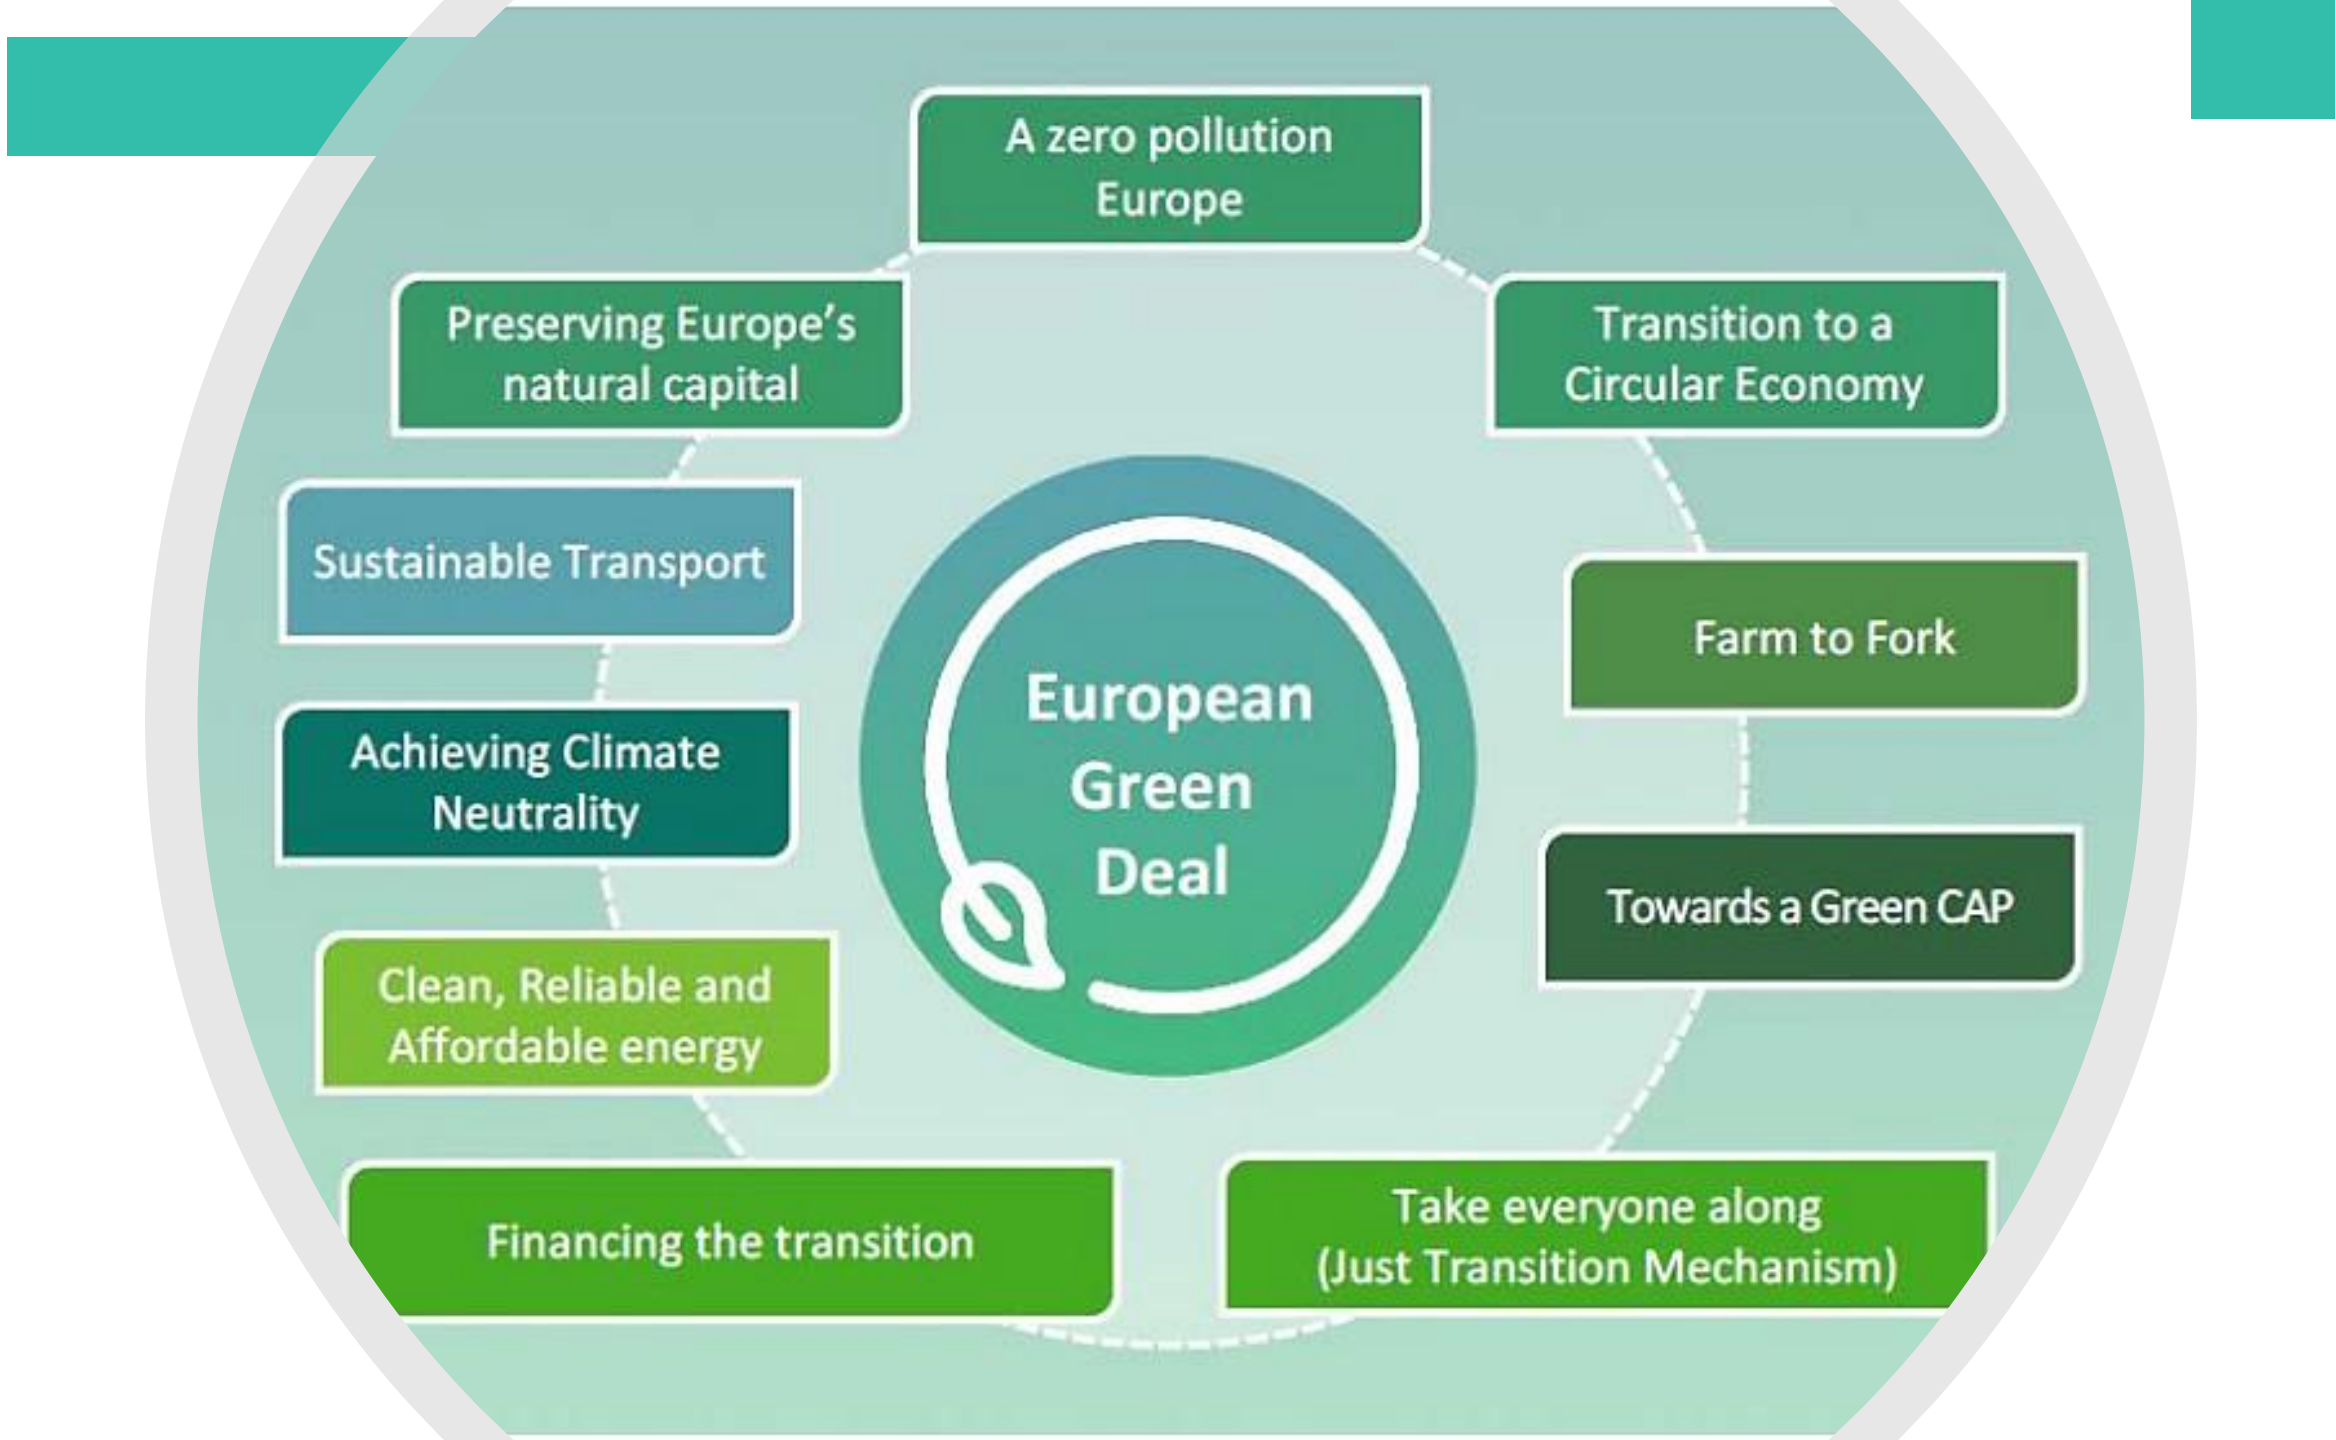 A zero pollution
Europe
Preserving Europe's
natural capital
Transition to a
Circular Economy
Sustainable Transport
Farm to Fork
European
Green
Deal
Achieving Climate
Neutrality
Towards a Green CAP
Clean, Reliable and
Affordable energy
Financing the transition
Take everyone along
(Just Transition Mechanism)